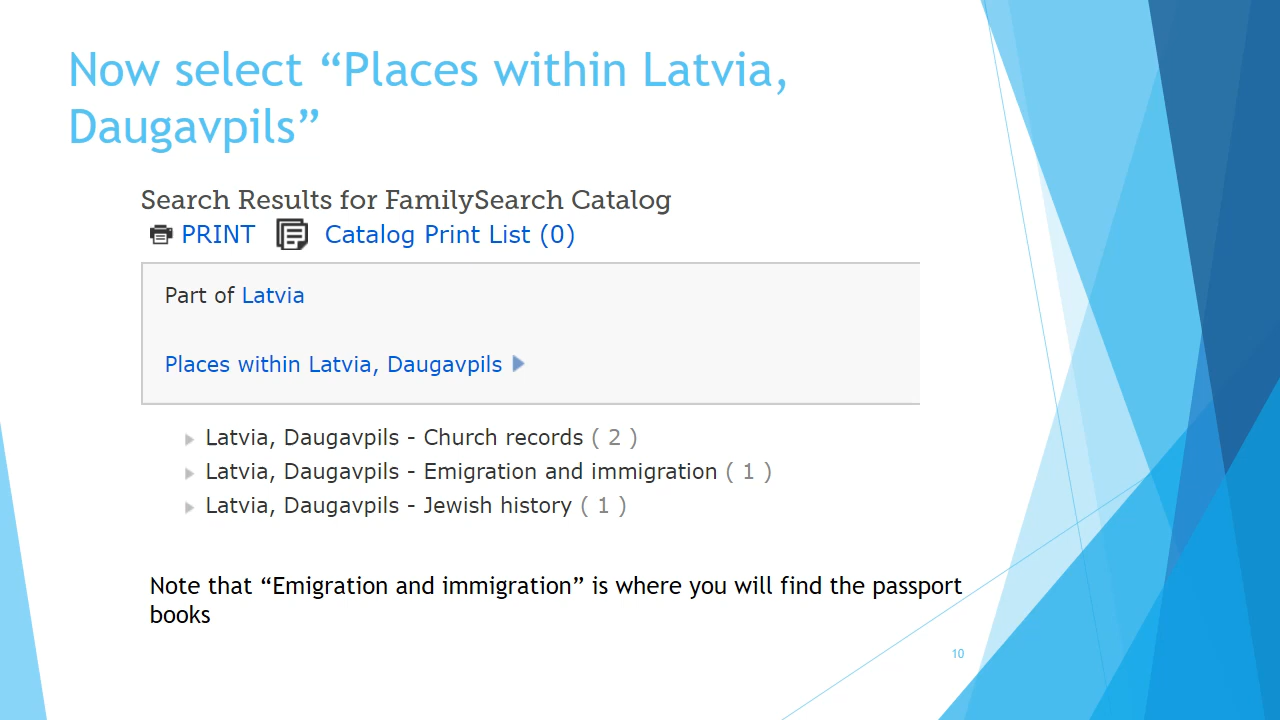 Now select “Places within Latvia,
Daugavpils”
Search Results for FamilySearch Catalog
PRINT Catalog Print List (0)
Part of Latvia
Places within Latvia, Daugavpils
Latvia, Daugavpils - Church records ( 2 )
Latvia, Daugavpils - Emigration and immigration ( 1 )
Latvia, Daugavpils - Jewish history ( 1 )
Note that “Emigration and immigration” is where you will find the passport
books
10